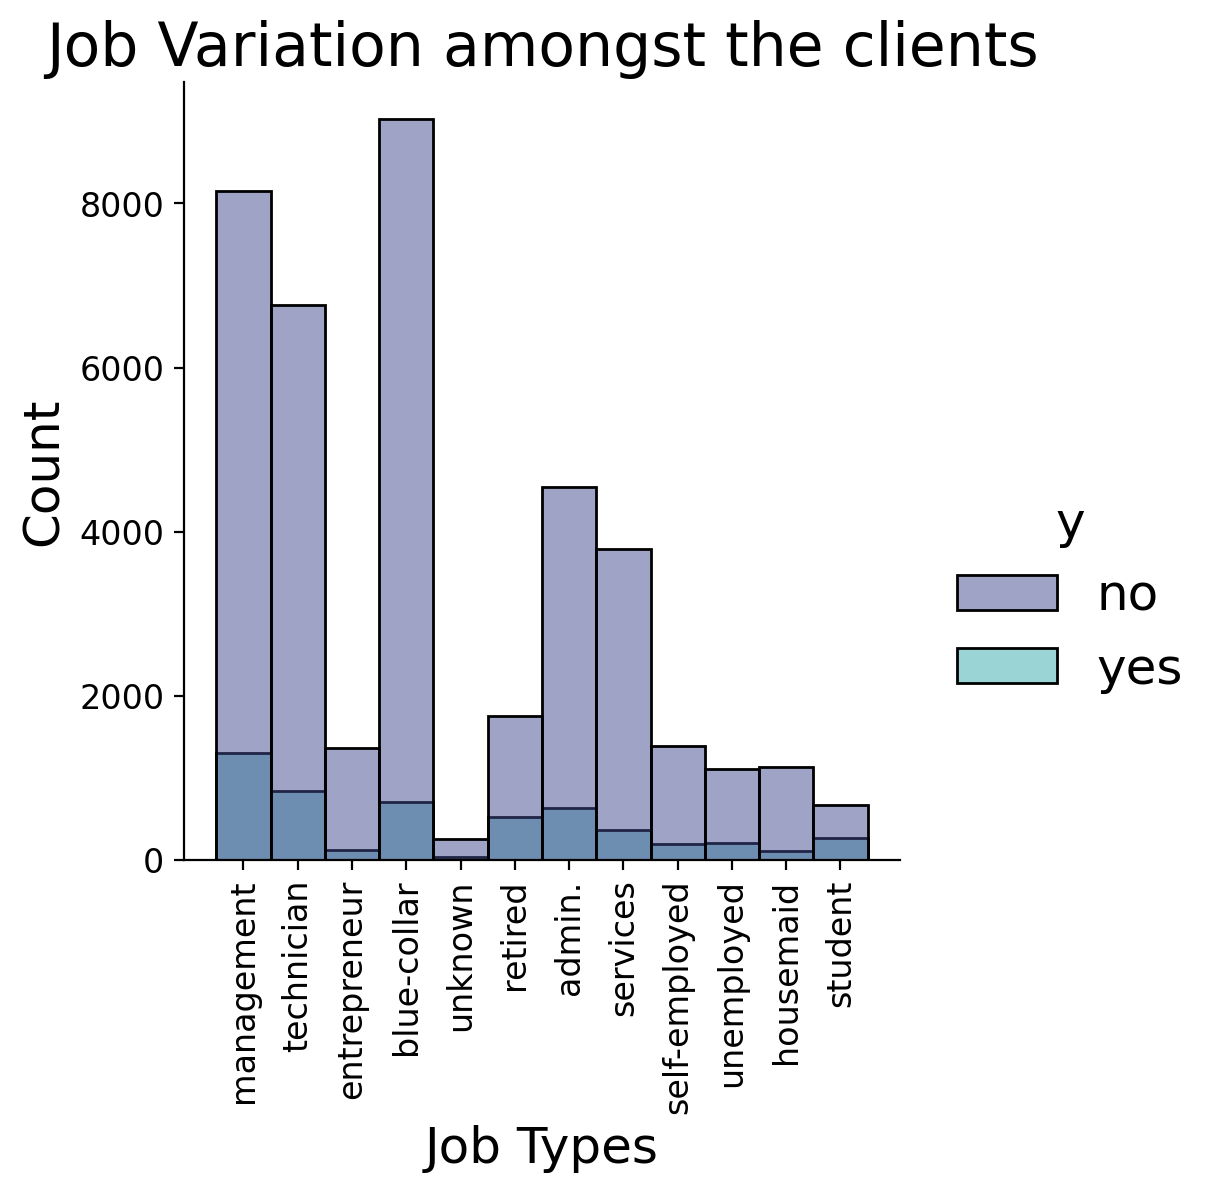 Job Variation amongst the clients
Count
8000
6000
4000
2000
0
management
technician
entrepreneur
blue-collar
unknown
retired
admin.
services
self-employed
unemployed
housemaid
student
Job Types
y
no
yes